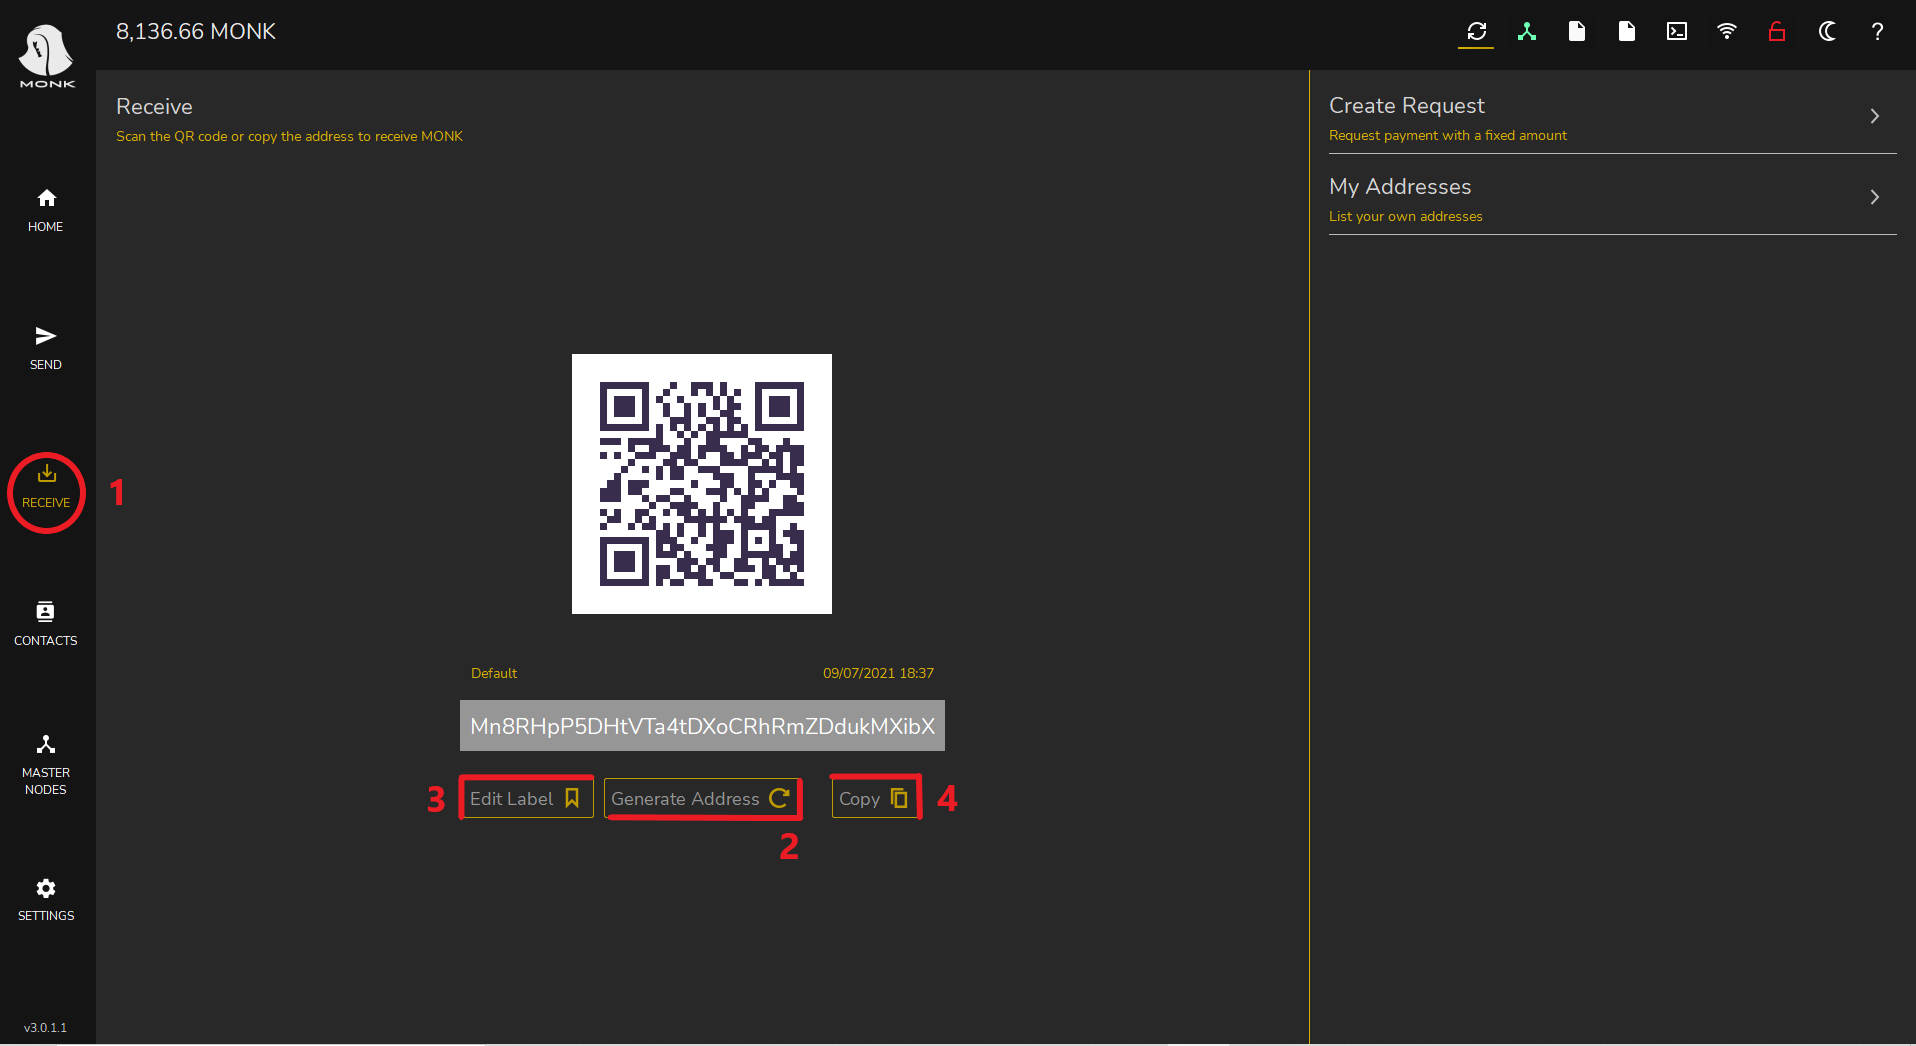 8,136.66 MONK
MONK
Receive
Scan the QR code or copy the address to receive MONK
Create Request
Request payment with a fixed amount
My Addresses
List your own addresses
HOME
SEND
RECEIVE
1
CONTACTS
MASTER
NODES
SETTINGS
v3.0.1.1
Default
09/07/2021 18:37
Mn8RHpP5DHtVTa4tDXoCRhRmZDdukMXibX
3
Edit Label
Generate Address
Copy
4
2